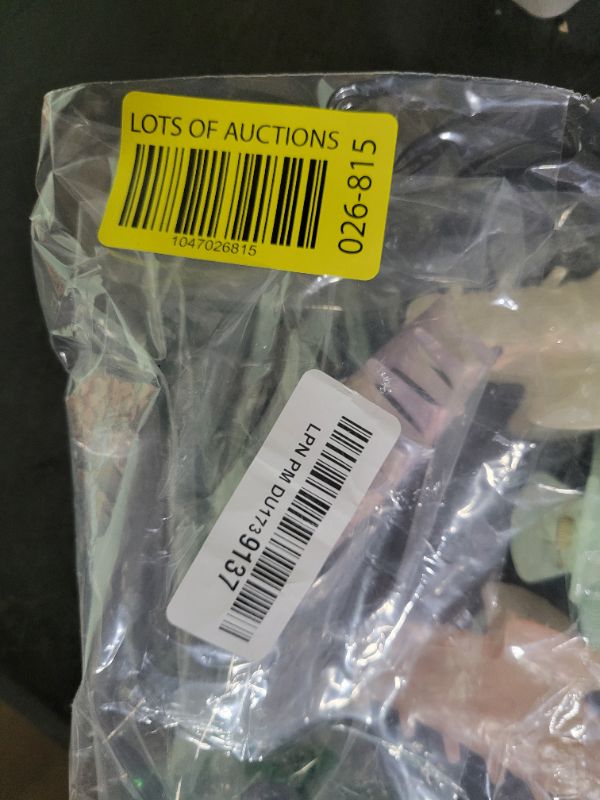 LOTS OF AUCTIONS
1047026815
026-815
LPN PM DU1739137